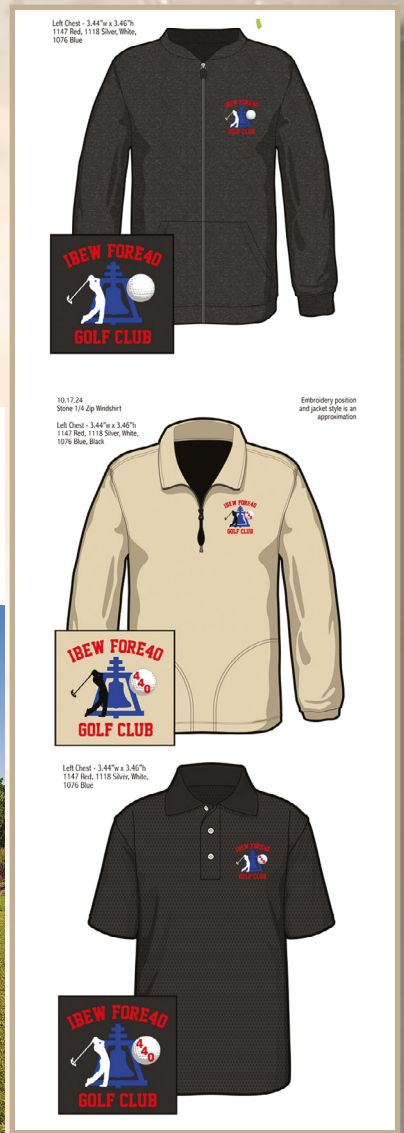 Left Chest - 3.44"w x 3.46"h
1147 Red, 1118 Silver, White,
1076 Blue
IBEW FORE40
GOLF CLUB
IBEW FORE40
GOLF CLUB
10.17.24
Stone 1/4 Zip Windshirt
Embroidery position
and jacket style is an
approximation
Left Chest - 3.44"w x 3.46"h
1147 Red, 1118 Silver, White,
1076 Blue, Black
IBEW FORE40
440
GOLF CLUB
IBEW FORE40
440
GOLF CLUB
Left Chest - 3.44"w x 3.46"h
1147 Red, 1118 Silver, White,
1076 Blue
IBEW FORE40
440
GOLF CLUB
IBEW FORE40
440
GOLF CLUB